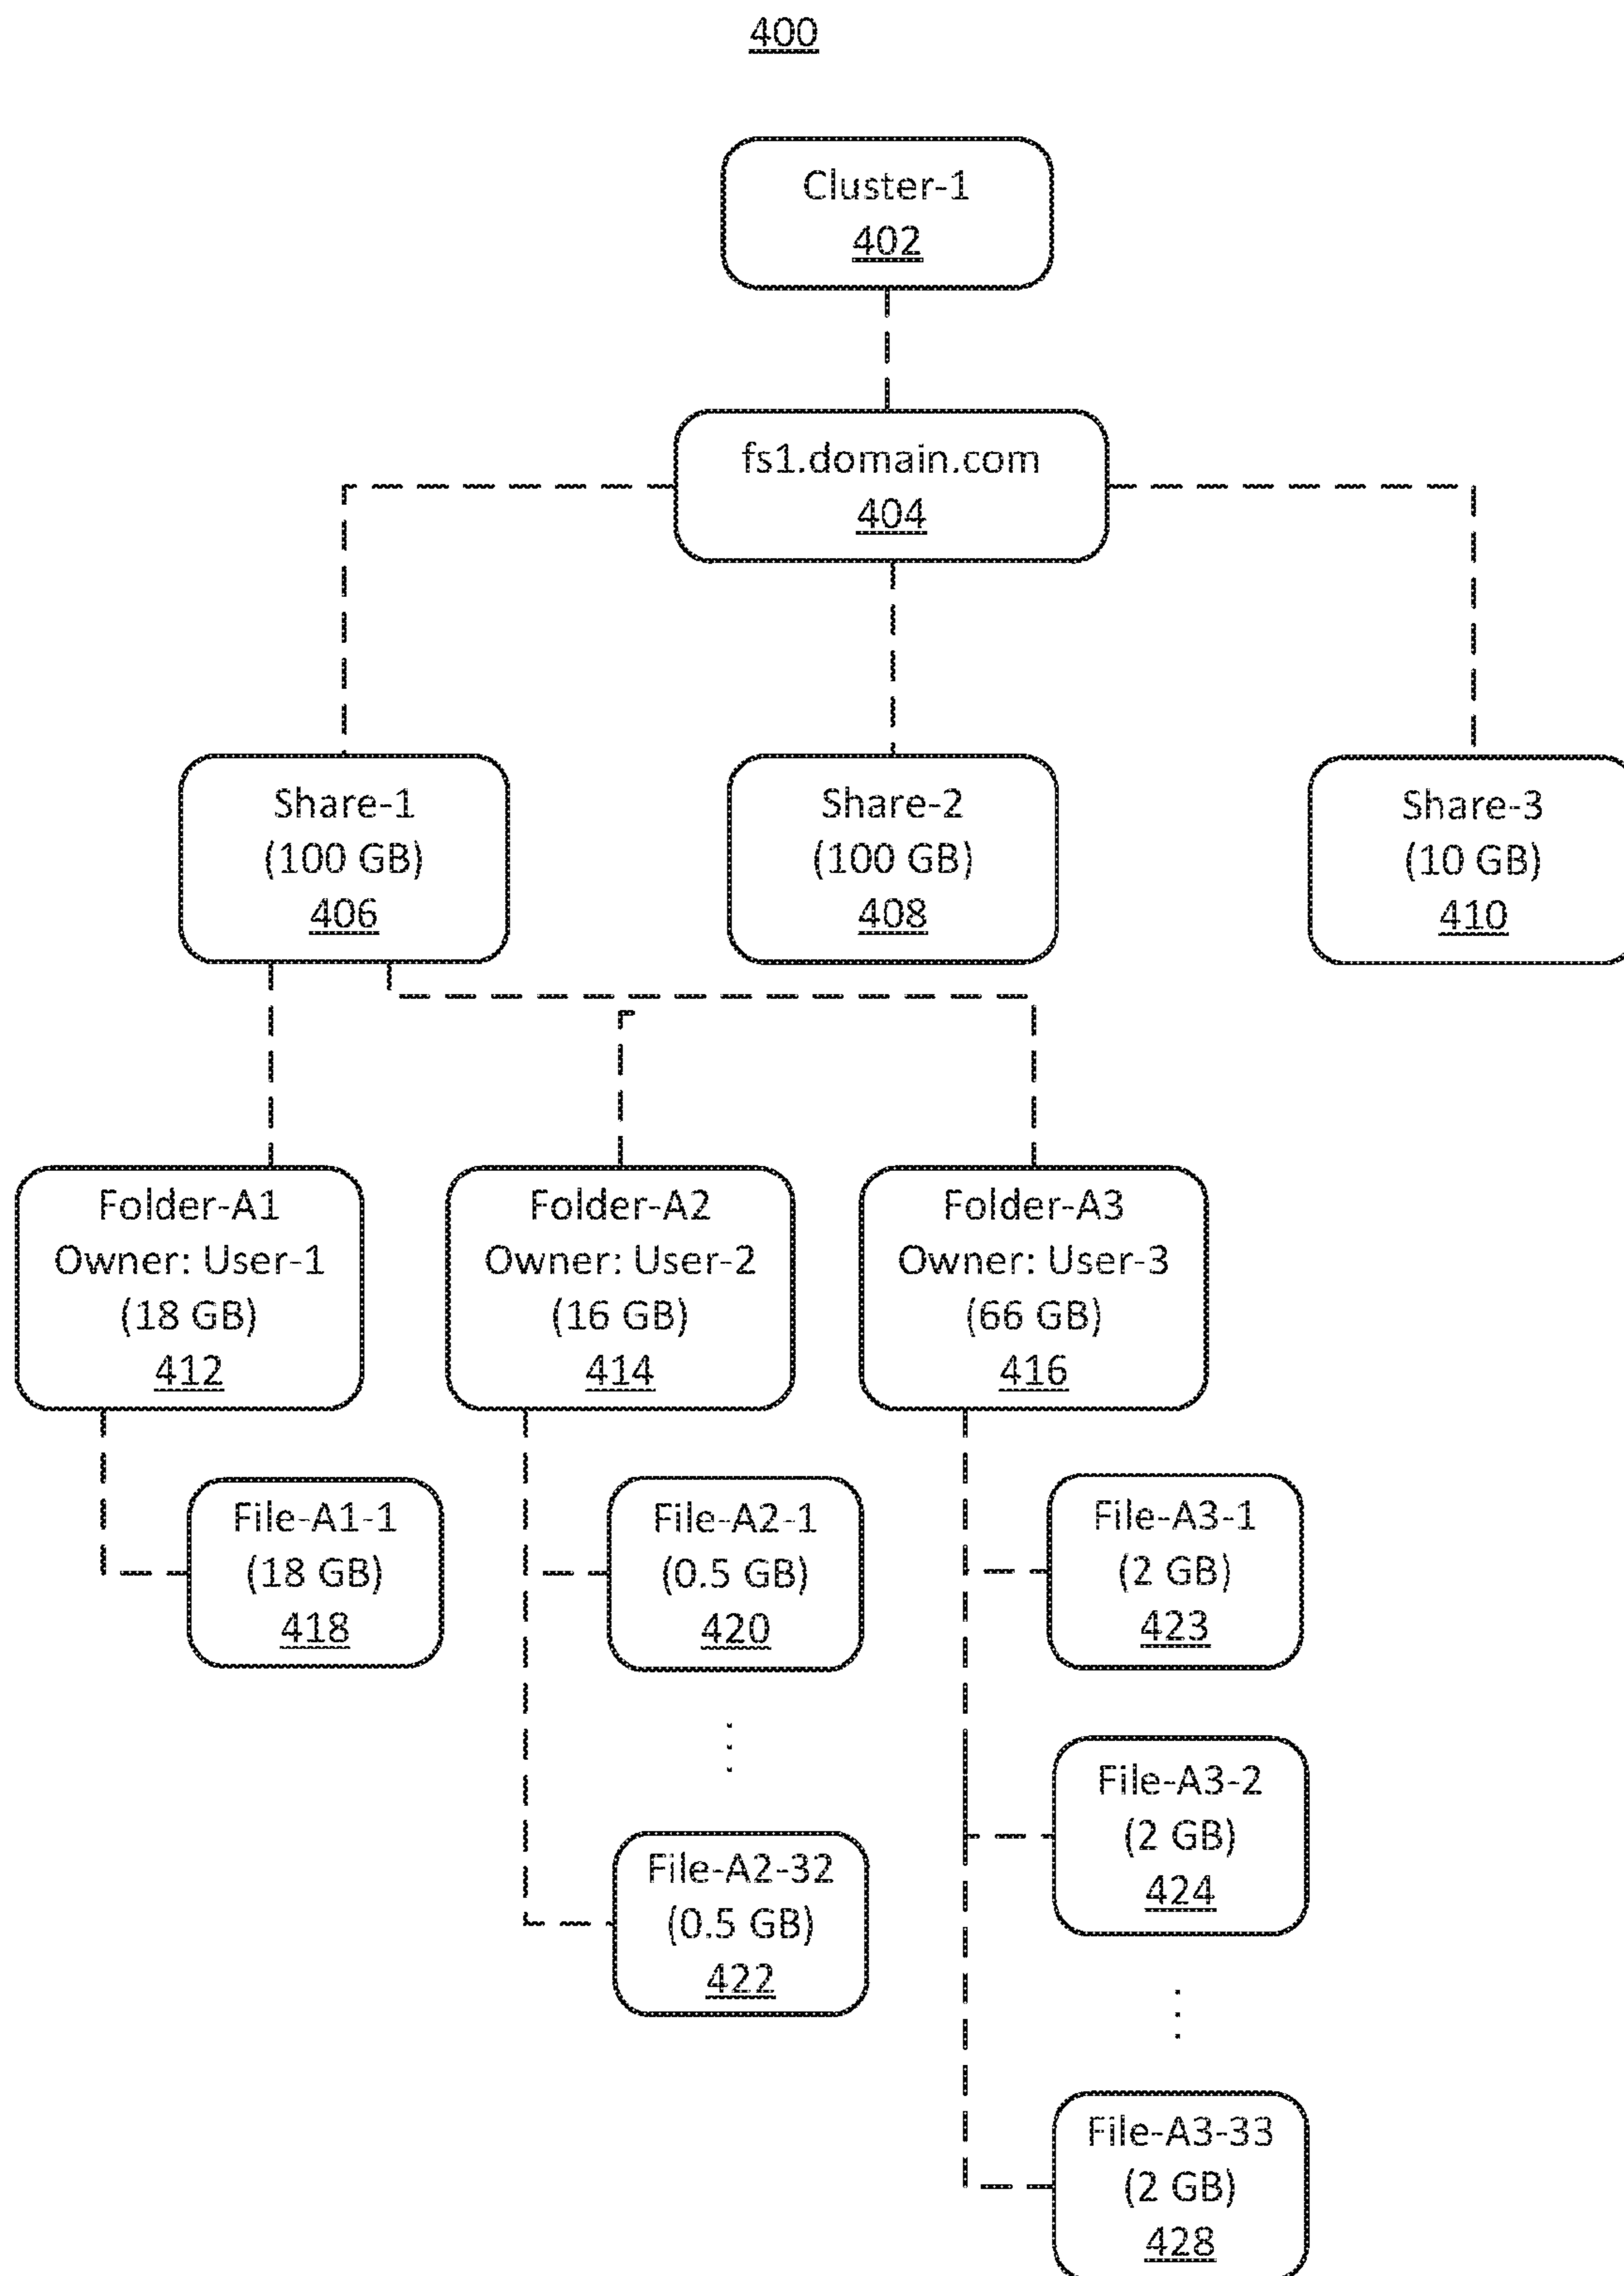 400
Cluster-1
402
fs1.domain.com
404
Share-1
(100 GB)
406
Share-2
(100 GB)
408
Share-3
(10 GB)
410
Folder-A1
Owner: User-1
(18 GB)
412
Folder-A2
Owner: User-2
(16 GB)
414
Folder-A3
Owner: User-3
(66 GB)
416
File-A1-1
(18 GB)
418
File-A2-1
(0.5 GB)
420
File-A3-1
(2 GB)
423
File-A3-2
(2 GB)
424
File-A2-32
(0.5 GB)
422
File-A3-33
(2 GB)
428